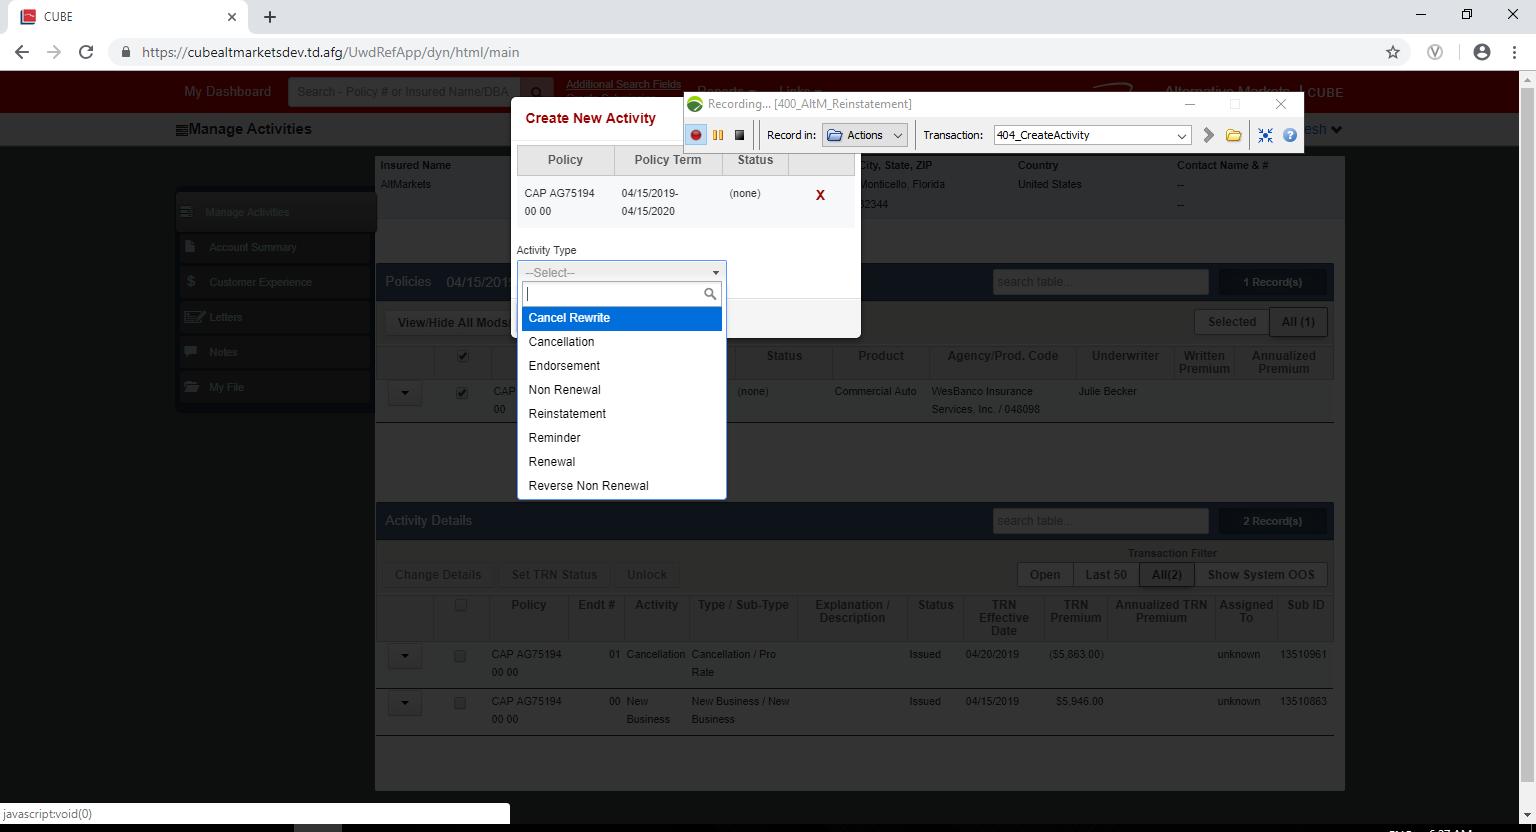 CUBE
https://cubealtmarketsdev.td.afg/UwdRefApp/dyn/html/main
My Dashboard
Search - Policy # or Insured Name/DBA
Additional Search Fields
CUBE
Recording... [400_AltM_Reinstatement]
Record in:
Actions
Transaction:
404_CreateActivity
Manage Activities
Create New Activity
Policy
Policy Term
Status
CAP AG75194
00 00
04/15/2019-
04/15/2020
(none)
X
Activity Type
--Select--
Cancel Rewrite
Cancellation
Endorsement
Non Renewal
Reinstatement
Reminder
Renewal
Reverse Non Renewal
Insured Name
AltMarkets
City, State, ZIP
Monticello, Florida
32344
Country
United States
Contact Name & #
--
--
Manage Activities
Account Summary
Customer Experience
Letters
Notes
My File
Policies
04/15/201
search table...
1 Record(s)
View/Hide All Mods
Selected
All (1)
Status
Product
Agency/Prod. Code
Underwriter
Written
Premium
Annualized
Premium
CAP
00
(none)
Commercial Auto
WesBanco Insurance
Services, Inc. / 048098
Julie Becker
Activity Details
search table...
2 Record(s)
Transaction Filter
Change Details
Set TRN Status
Unlock
Open
Last 50
All(2)
Show System OOS
Policy
Endt #
Activity
Type / Sub-Type
Explanation /
Description
Status
TRN
Effective
Date
TRN
Premium
Annualized TRN
Premium
Assigned
To
Sub ID
CAP AG75194
00 00
01
Cancellation
Cancellation / Pro
Rate
Issued
04/20/2019
($5,863.00)
unknown
13510961
CAP AG75194
00 00
00
New
Business
New Business / New
Business
Issued
04/15/2019
$5,946.00
unknown
13510863
javascript:void(0)